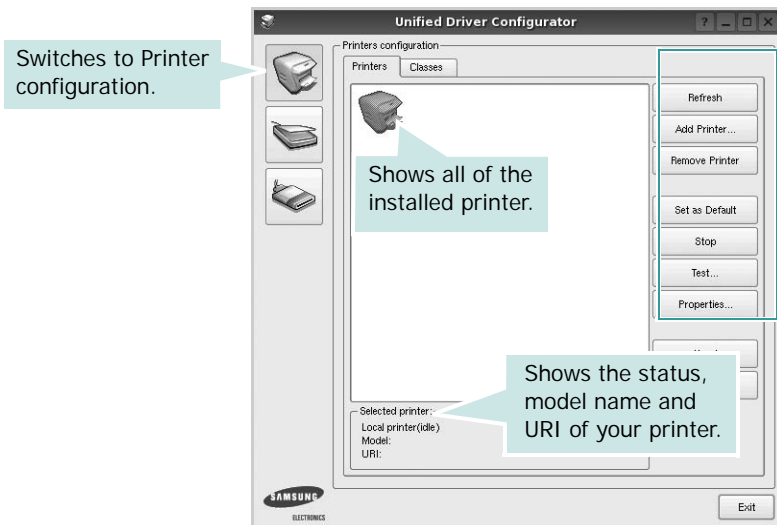 Unified Driver Configurator
Switches to Printer
configuration.
Printers configuration
Printers
Classes
Refresh
Add Printer...
Remove Printer
Shows all of the
installed printer.
Set as Default
Stop
Test...
Properties...
Shows the status,
model name and
URI of your printer.
Selected printer:
Local printer(idle)
Model:
URI:
SAMSUNG
ELECTRONICS
Exit